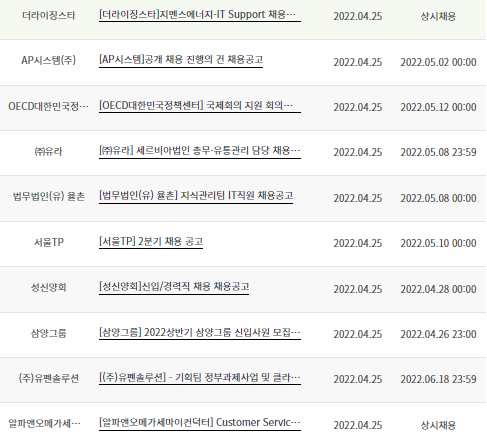 더라이징스타 [더라이징스타]지멘스에너지-IT Support 채용… 2022.04.25 상시채용
AP시스템(주) [AP시스템]공개 채용 진행의 건 채용공고 2022.04.25 2022.05.02 00:00
OECD대한민국정… [OECD대한민국정책센터] 국제회의 지원 회의… 2022.04.25 2022.05.12 00:00
㈜유라 [㈜유라] 세르비아법인 총무·유통관리 담당 채용… 2022.04.25 2022.05.08 23:59
법무법인(유) 율촌 [법무법인(유) 율촌] 지식관리팀 IT직원 채용공고 2022.04.25 2022.05.08 00:00
서울TP [서울TP] 2분기 채용 공고 2022.04.25 2022.05.10 00:00
성신양회 [성신양회]신입/경력직 채용 채용공고 2022.04.25 2022.04.28 00:00
삼양그룹 [삼양그룹] 2022상반기 삼양그룹 신입사원 모집… 2022.04.25 2022.04.26 23:00
(주)유펜솔루션 [(주)유펜솔루션] - 기획팀 정부과제사업 및 클라… 2022.04.25 2022.06.18 23:59
알파앤오메가세… [알파앤오메가세마이컨덕터] Customer Servic… 2022.04.25 상시채용